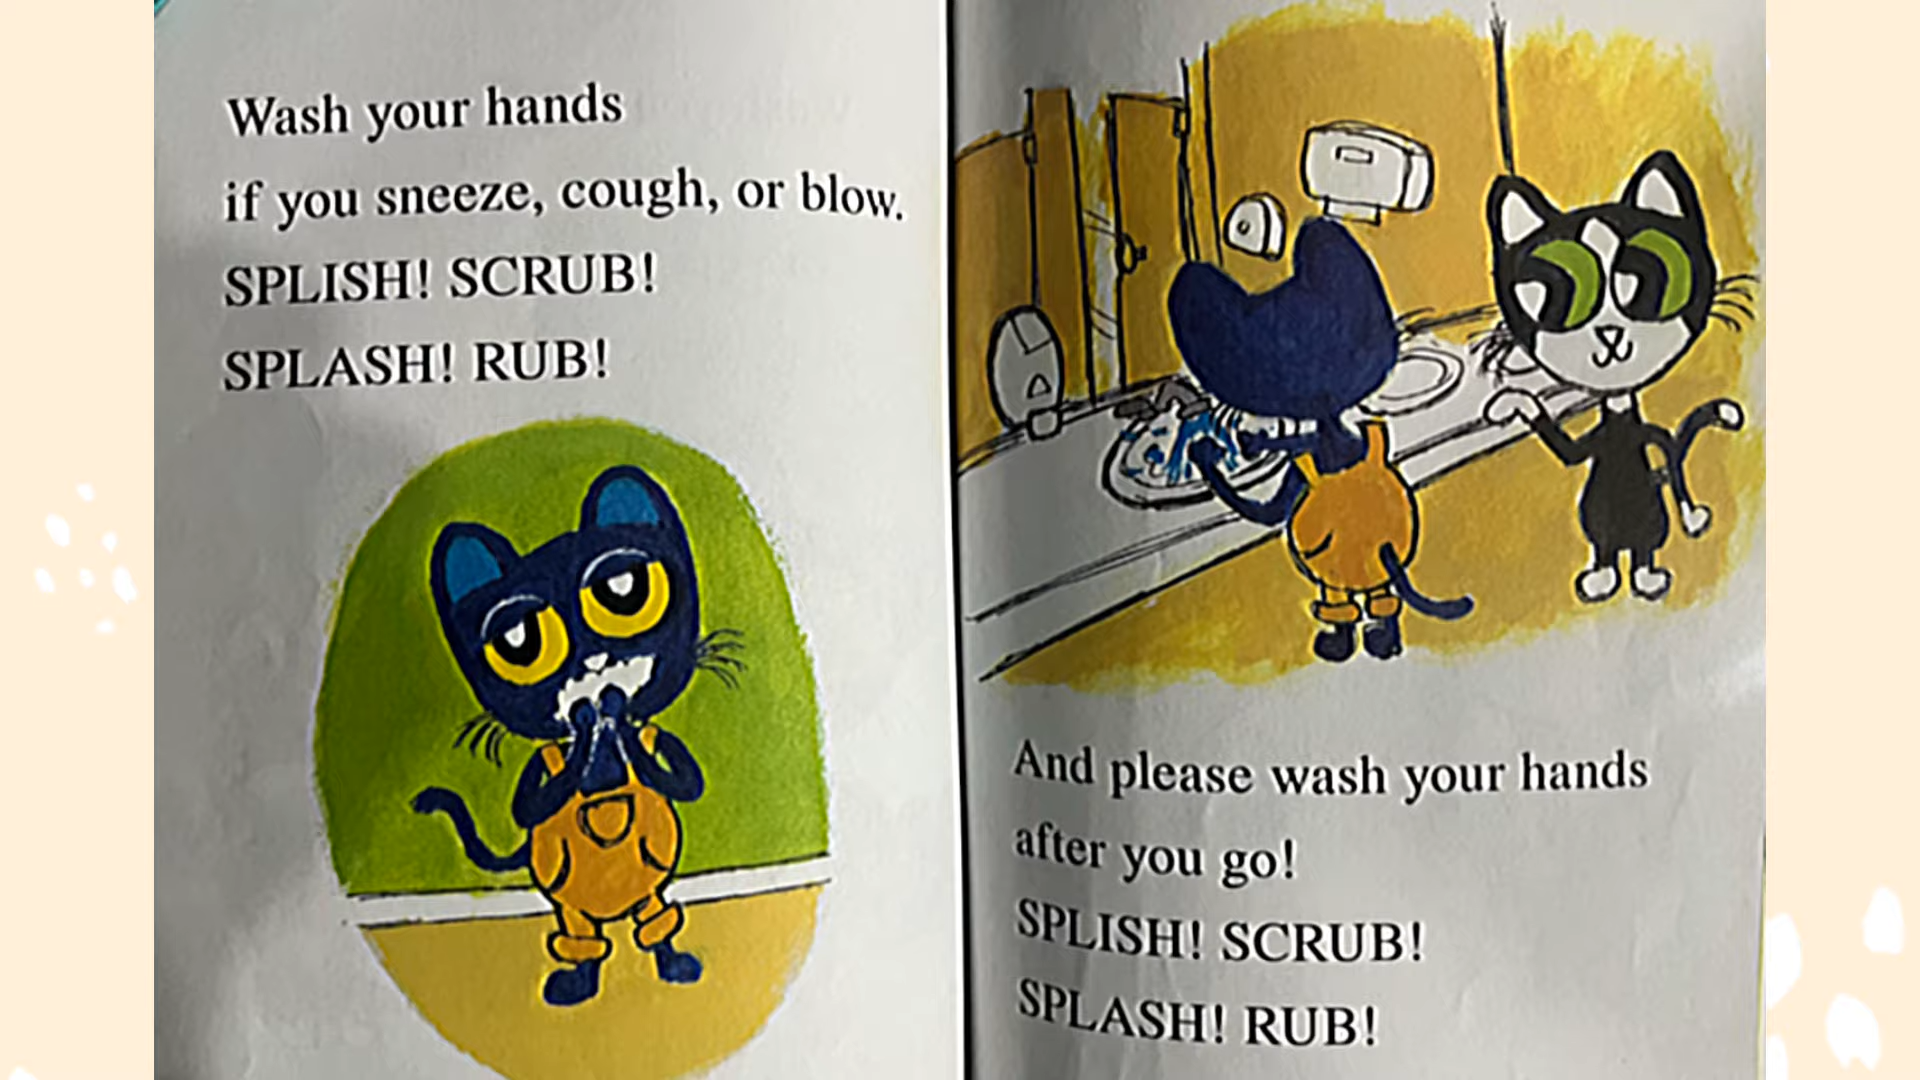 Wash your hands
if you sneeze, cough, or blow.
SPLISH! SCRUB!
SPLASH! RUB!
And please wash your hands
after you go!
SPLISH! SCRUB!
SPLASH! RUB!